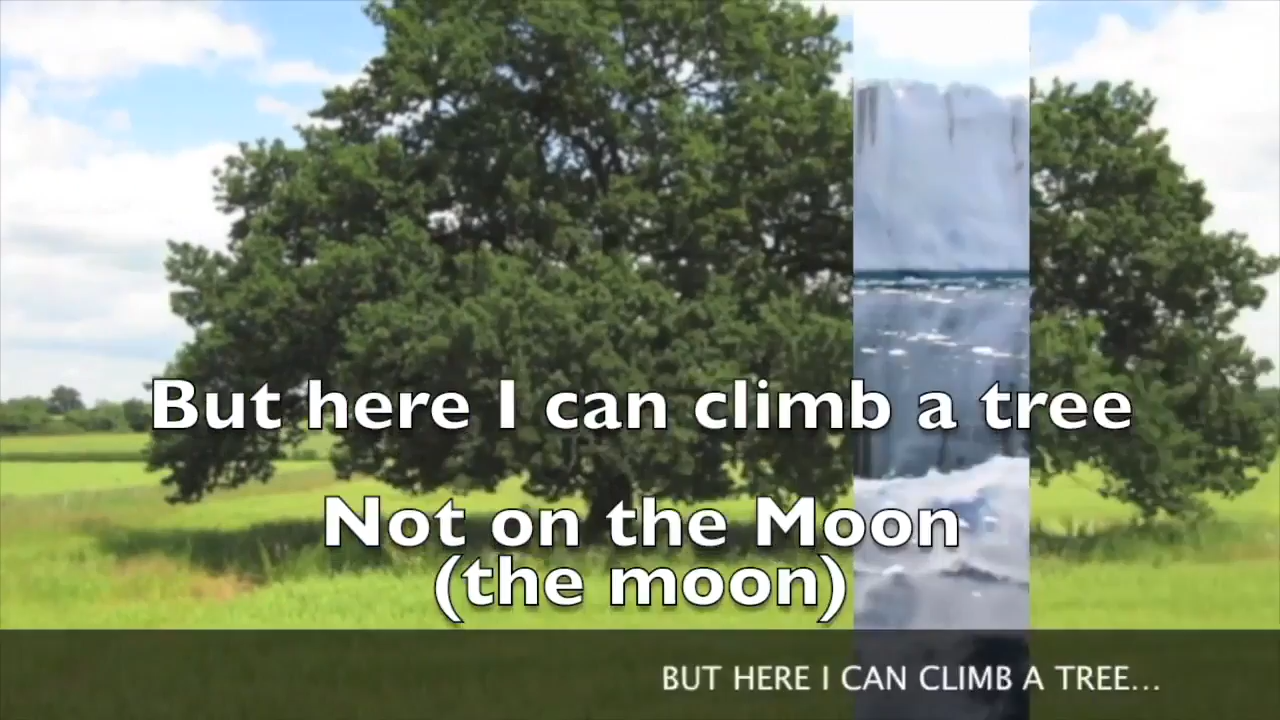 But here I can climb a tree
Not on the Moon
(the moon)
BUT HERE I CAN CLIMB A TREE...